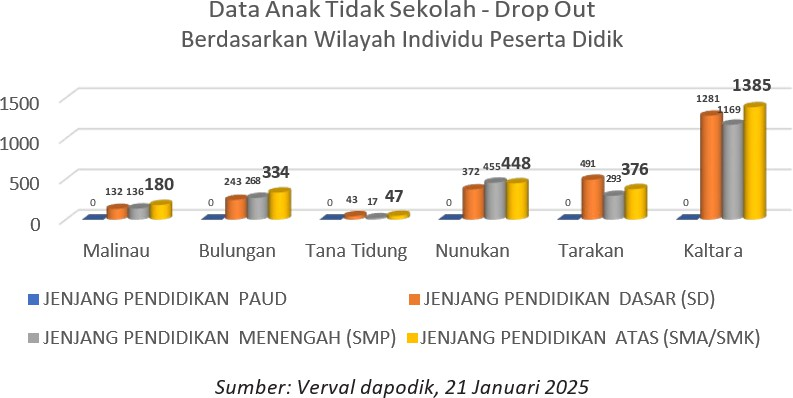 Data Anak Tidak Sekolah - Drop Out
Berdasarkan Wilayah Individu Peserta Didik
1500
1000
500
0
0 132 136 180
0 243 268 334
0 43 17 47
0 372 455 448
0 491 293 376
0 1281 1169 1385
Malinau Bulungan Tana Tidung Nunukan Tarakan Kaltara
JENJANG PENDIDIKAN PAUD JENJANG PENDIDIKAN DASAR (SD)
JENJANG PENDIDIKAN MENENGAH (SMP) JENJANG PENDIDIKAN ATAS (SMA/SMK)
Sumber: Verval dapodik, 21 Januari 2025